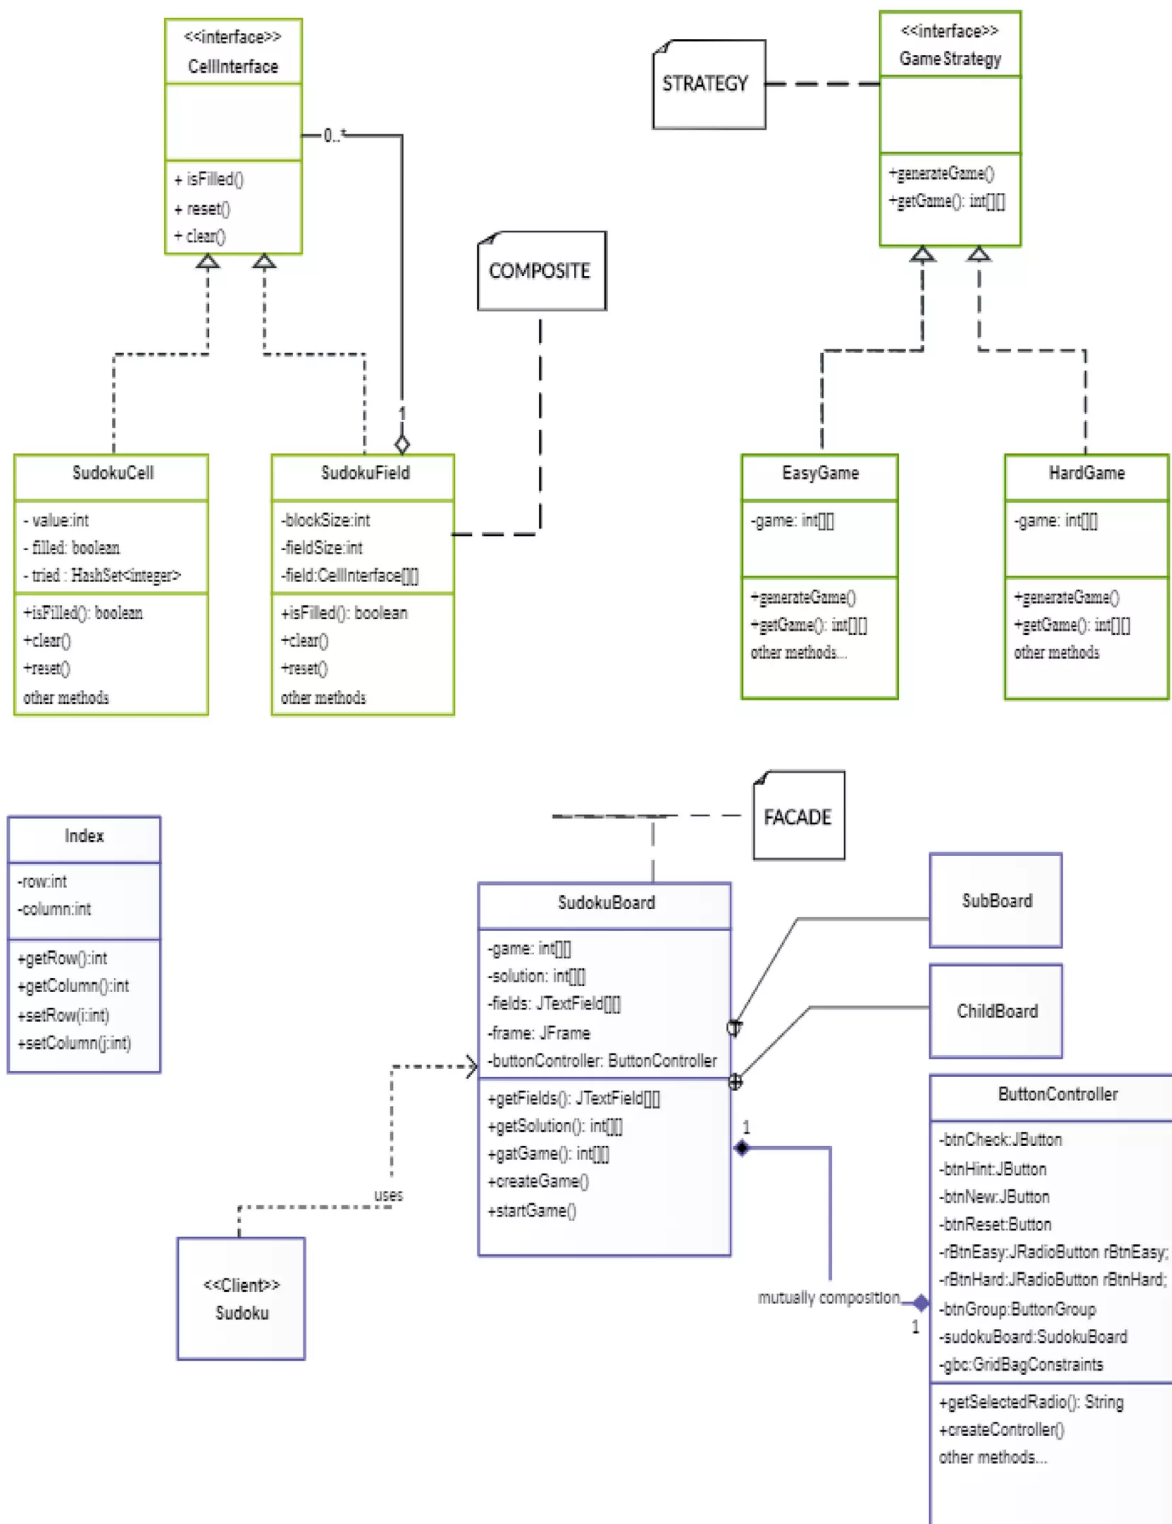 <<interface>>
CellInterface
+ isFilled()
+ reset()
+ clear()
0..*
1
STRATEGY
<<interface>>
GameStrategy
+generateGame()
+getGame(): int[][]
COMPOSITE
SudokuCell
- value:int
- filled: boolean
- tried : HashSet<integer>
+isFilled(): boolean
+clear()
+reset()
other methods
SudokuField
-blockSize:int
-fieldSize:int
-field:CellInterface[][]
+isFilled(): boolean
+clear()
+reset()
other methods
EasyGame
-game: int[][]
+generateGame()
+getGame(): int[][]
other methods...
HardGame
-game: int[][]
+generateGame()
+getGame(): int[][]
other methods
FACADE
Index
-row:int
-column:int
+getRow():int
+getColumn():int
+setRow(i:int)
+setColumn(j:int)
SudokuBoard
-game: int[][]
-solution: int[][]
-fields: JTextField[][]
-frame: JFrame
-buttonController: ButtonController
+getFields(): JTextField[][]
+getSolution(): int[][]
+gatGame(): int[][]
+createGame()
+startGame()
SubBoard
ChildBoard
uses
<<Client>>
Sudoku
1
mutually composition
1
ButtonController
-btnCheck:JButton
-btnHint:JButton
-btnNew:JButton
-btnReset:Button
-rBtnEasy:JRadioButton rBtnEasy;
-rBtnHard:JRadioButton rBtnHard;
-btnGroup:ButtonGroup
-sudokuBoard:SudokuBoard
-gbc:GridBagConstraints
+getSelectedRadio(): String
+createController()
other methods...